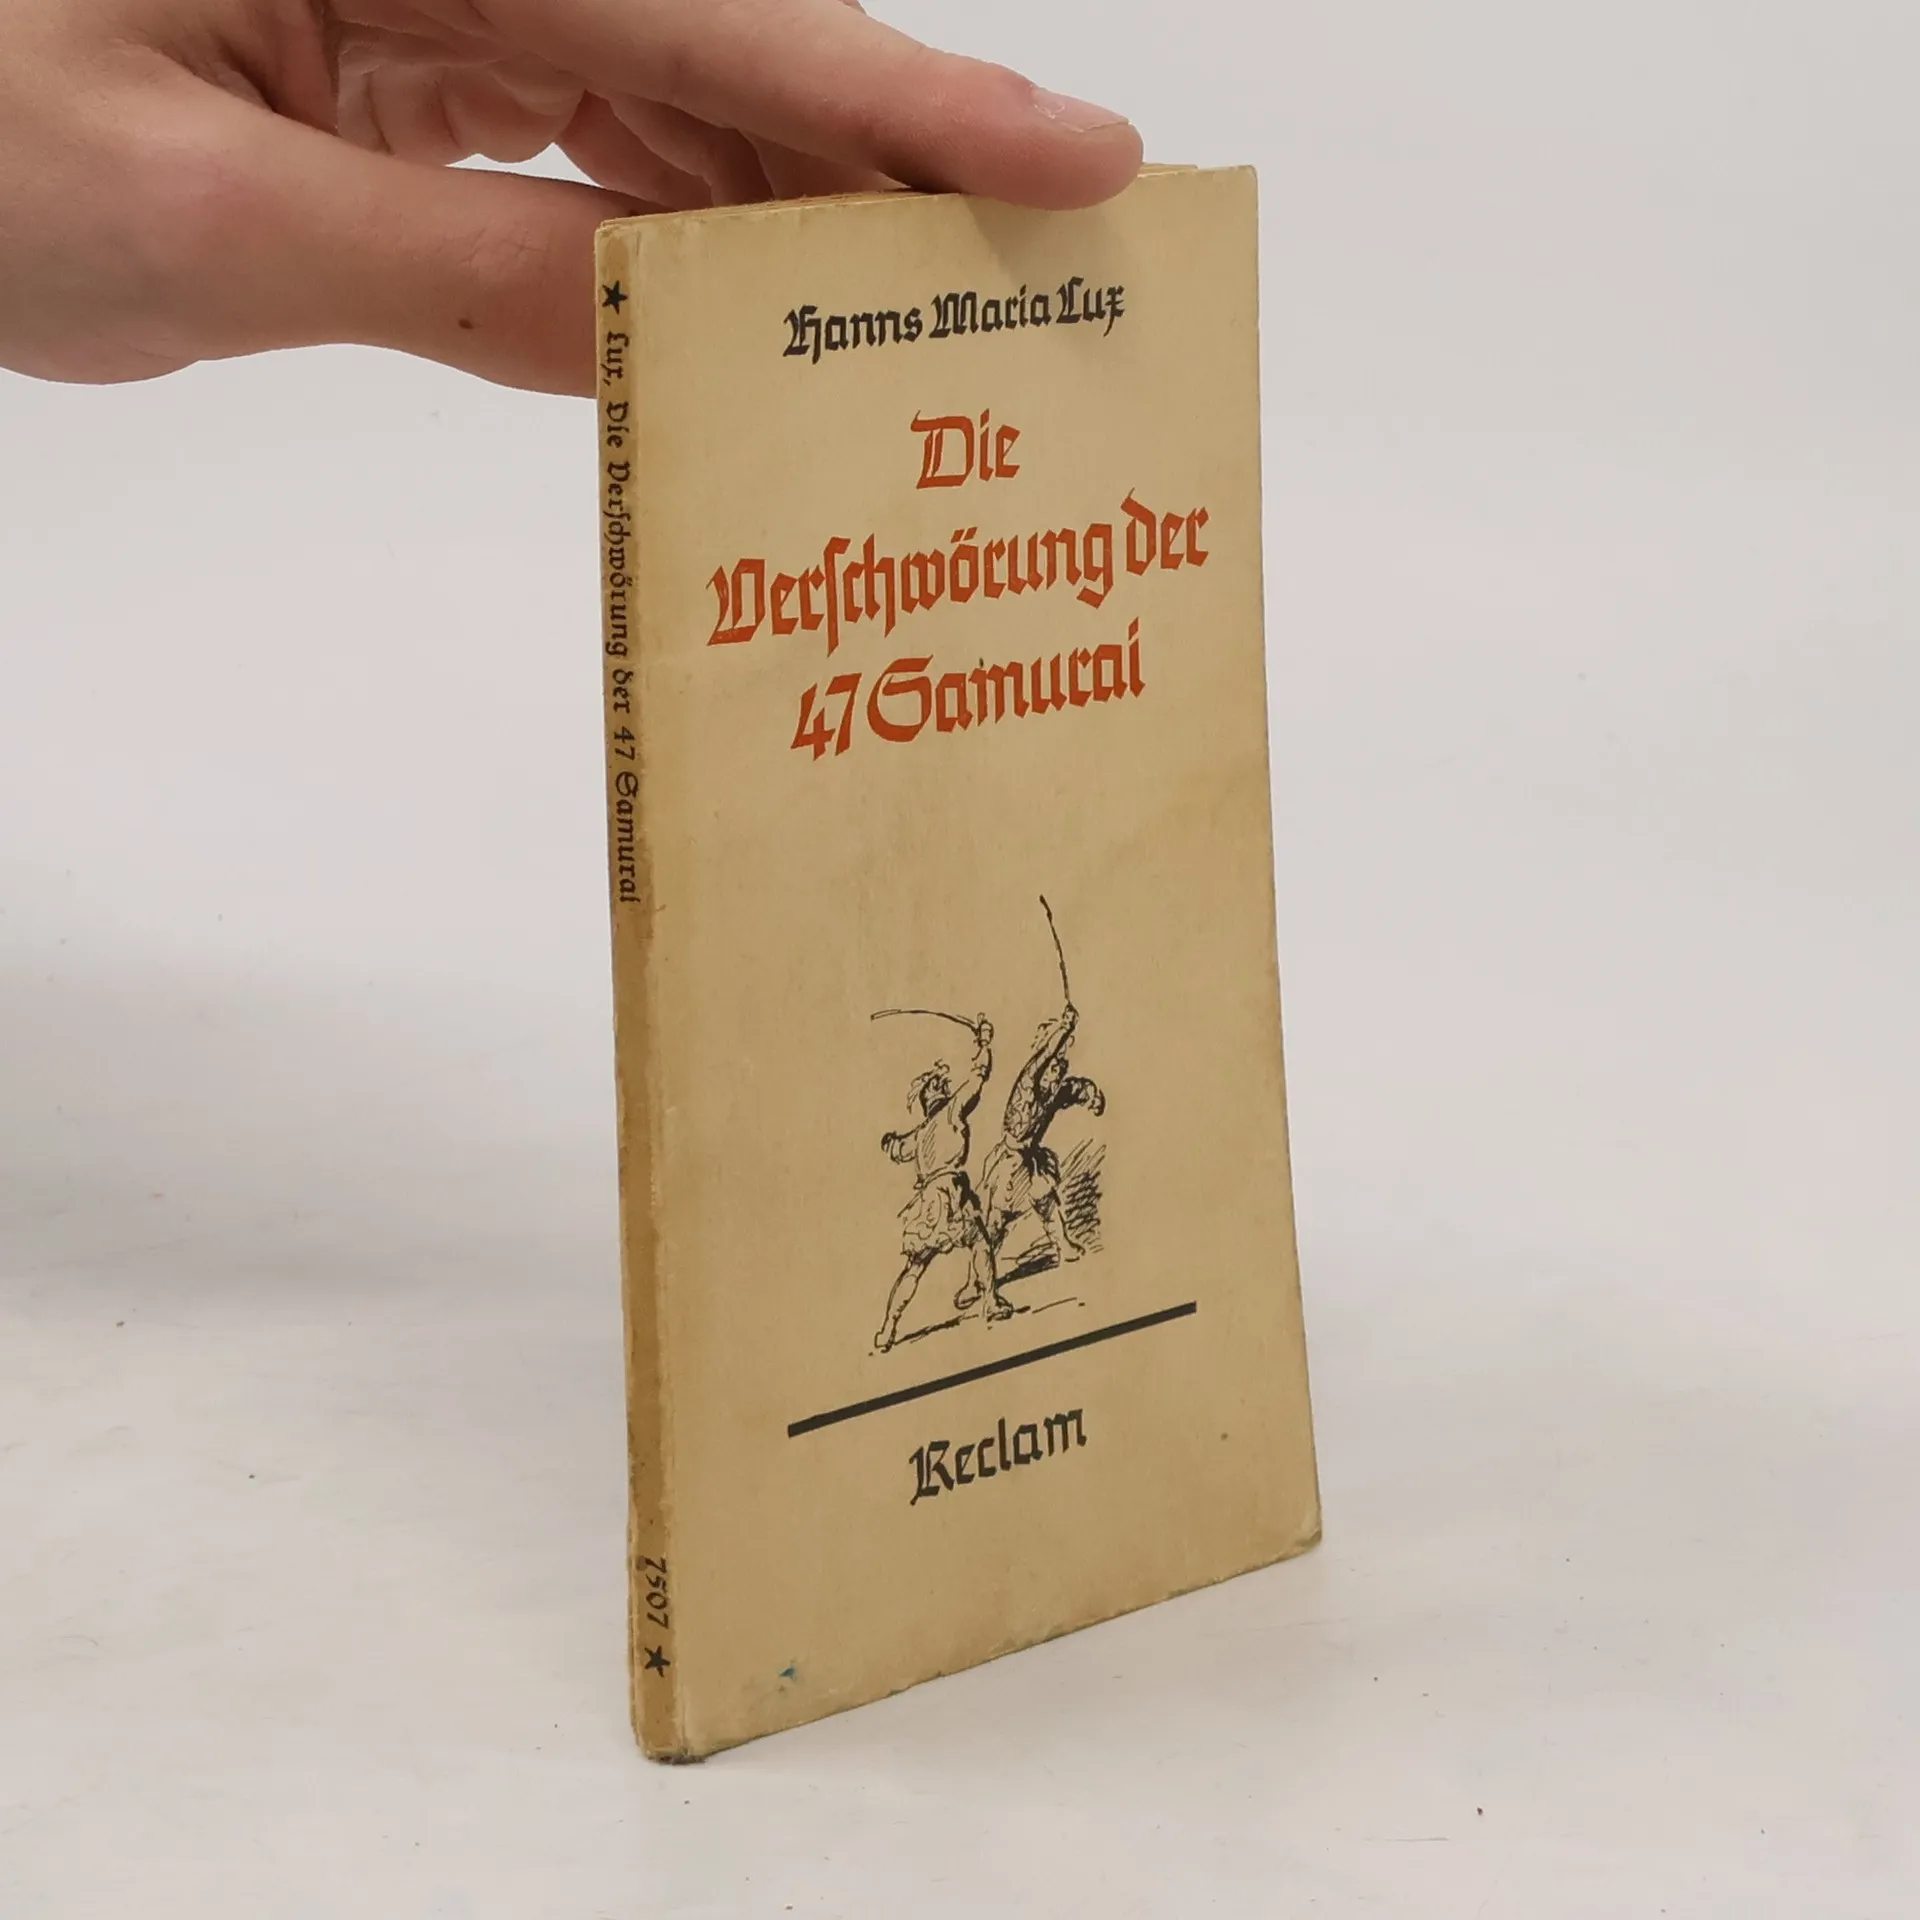 Hanns Maria Lux
Die
Verschwörung der
47 Samurai
Reclam
★ Lux, Die Verschwörung der 47 Samurai
7507 ★